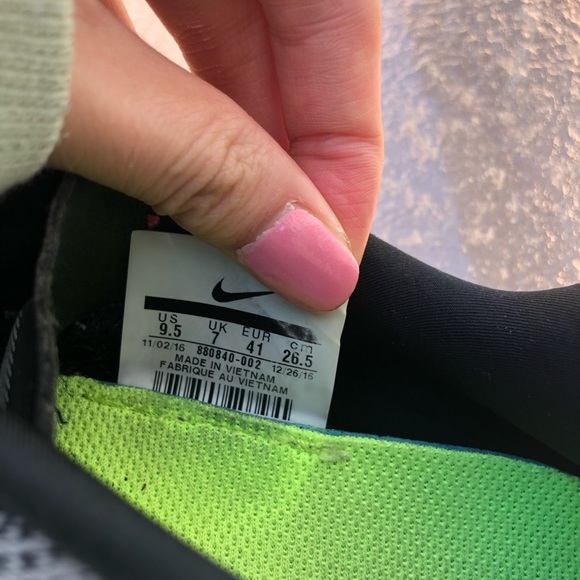 US UK EUR cm
9.5 7 41 26.5
11/02/16 880840-002 12/26/16
MADE IN VIETNAM
FABRIQUE AU VIETNAM